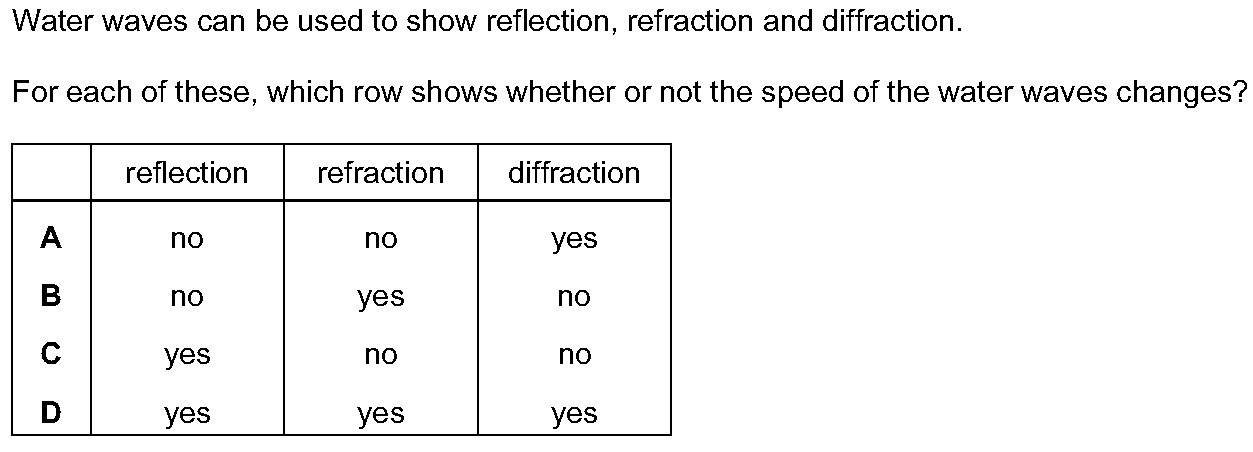 Water waves can be used to show reflection, refraction and diffraction.
For each of these, which row shows whether or not the speed of the water waves changes?
reflection refraction diffraction
A no no yes
B no yes no
C yes no no
D yes yes yes